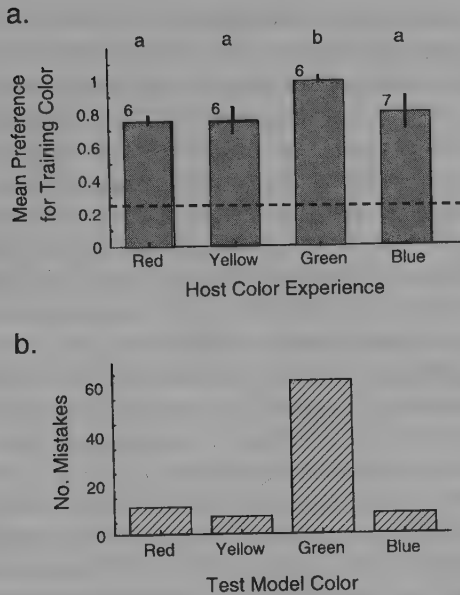 a.
a a b a
Mean Preference
for Training Color
1
0.8
0.6
0.4
0.2
0
6 6 6 7
Red Yellow Green Blue
Host Color Experience
b.
No. Mistakes
60
40
20
0
Red Yellow Green Blue
Test Model Color